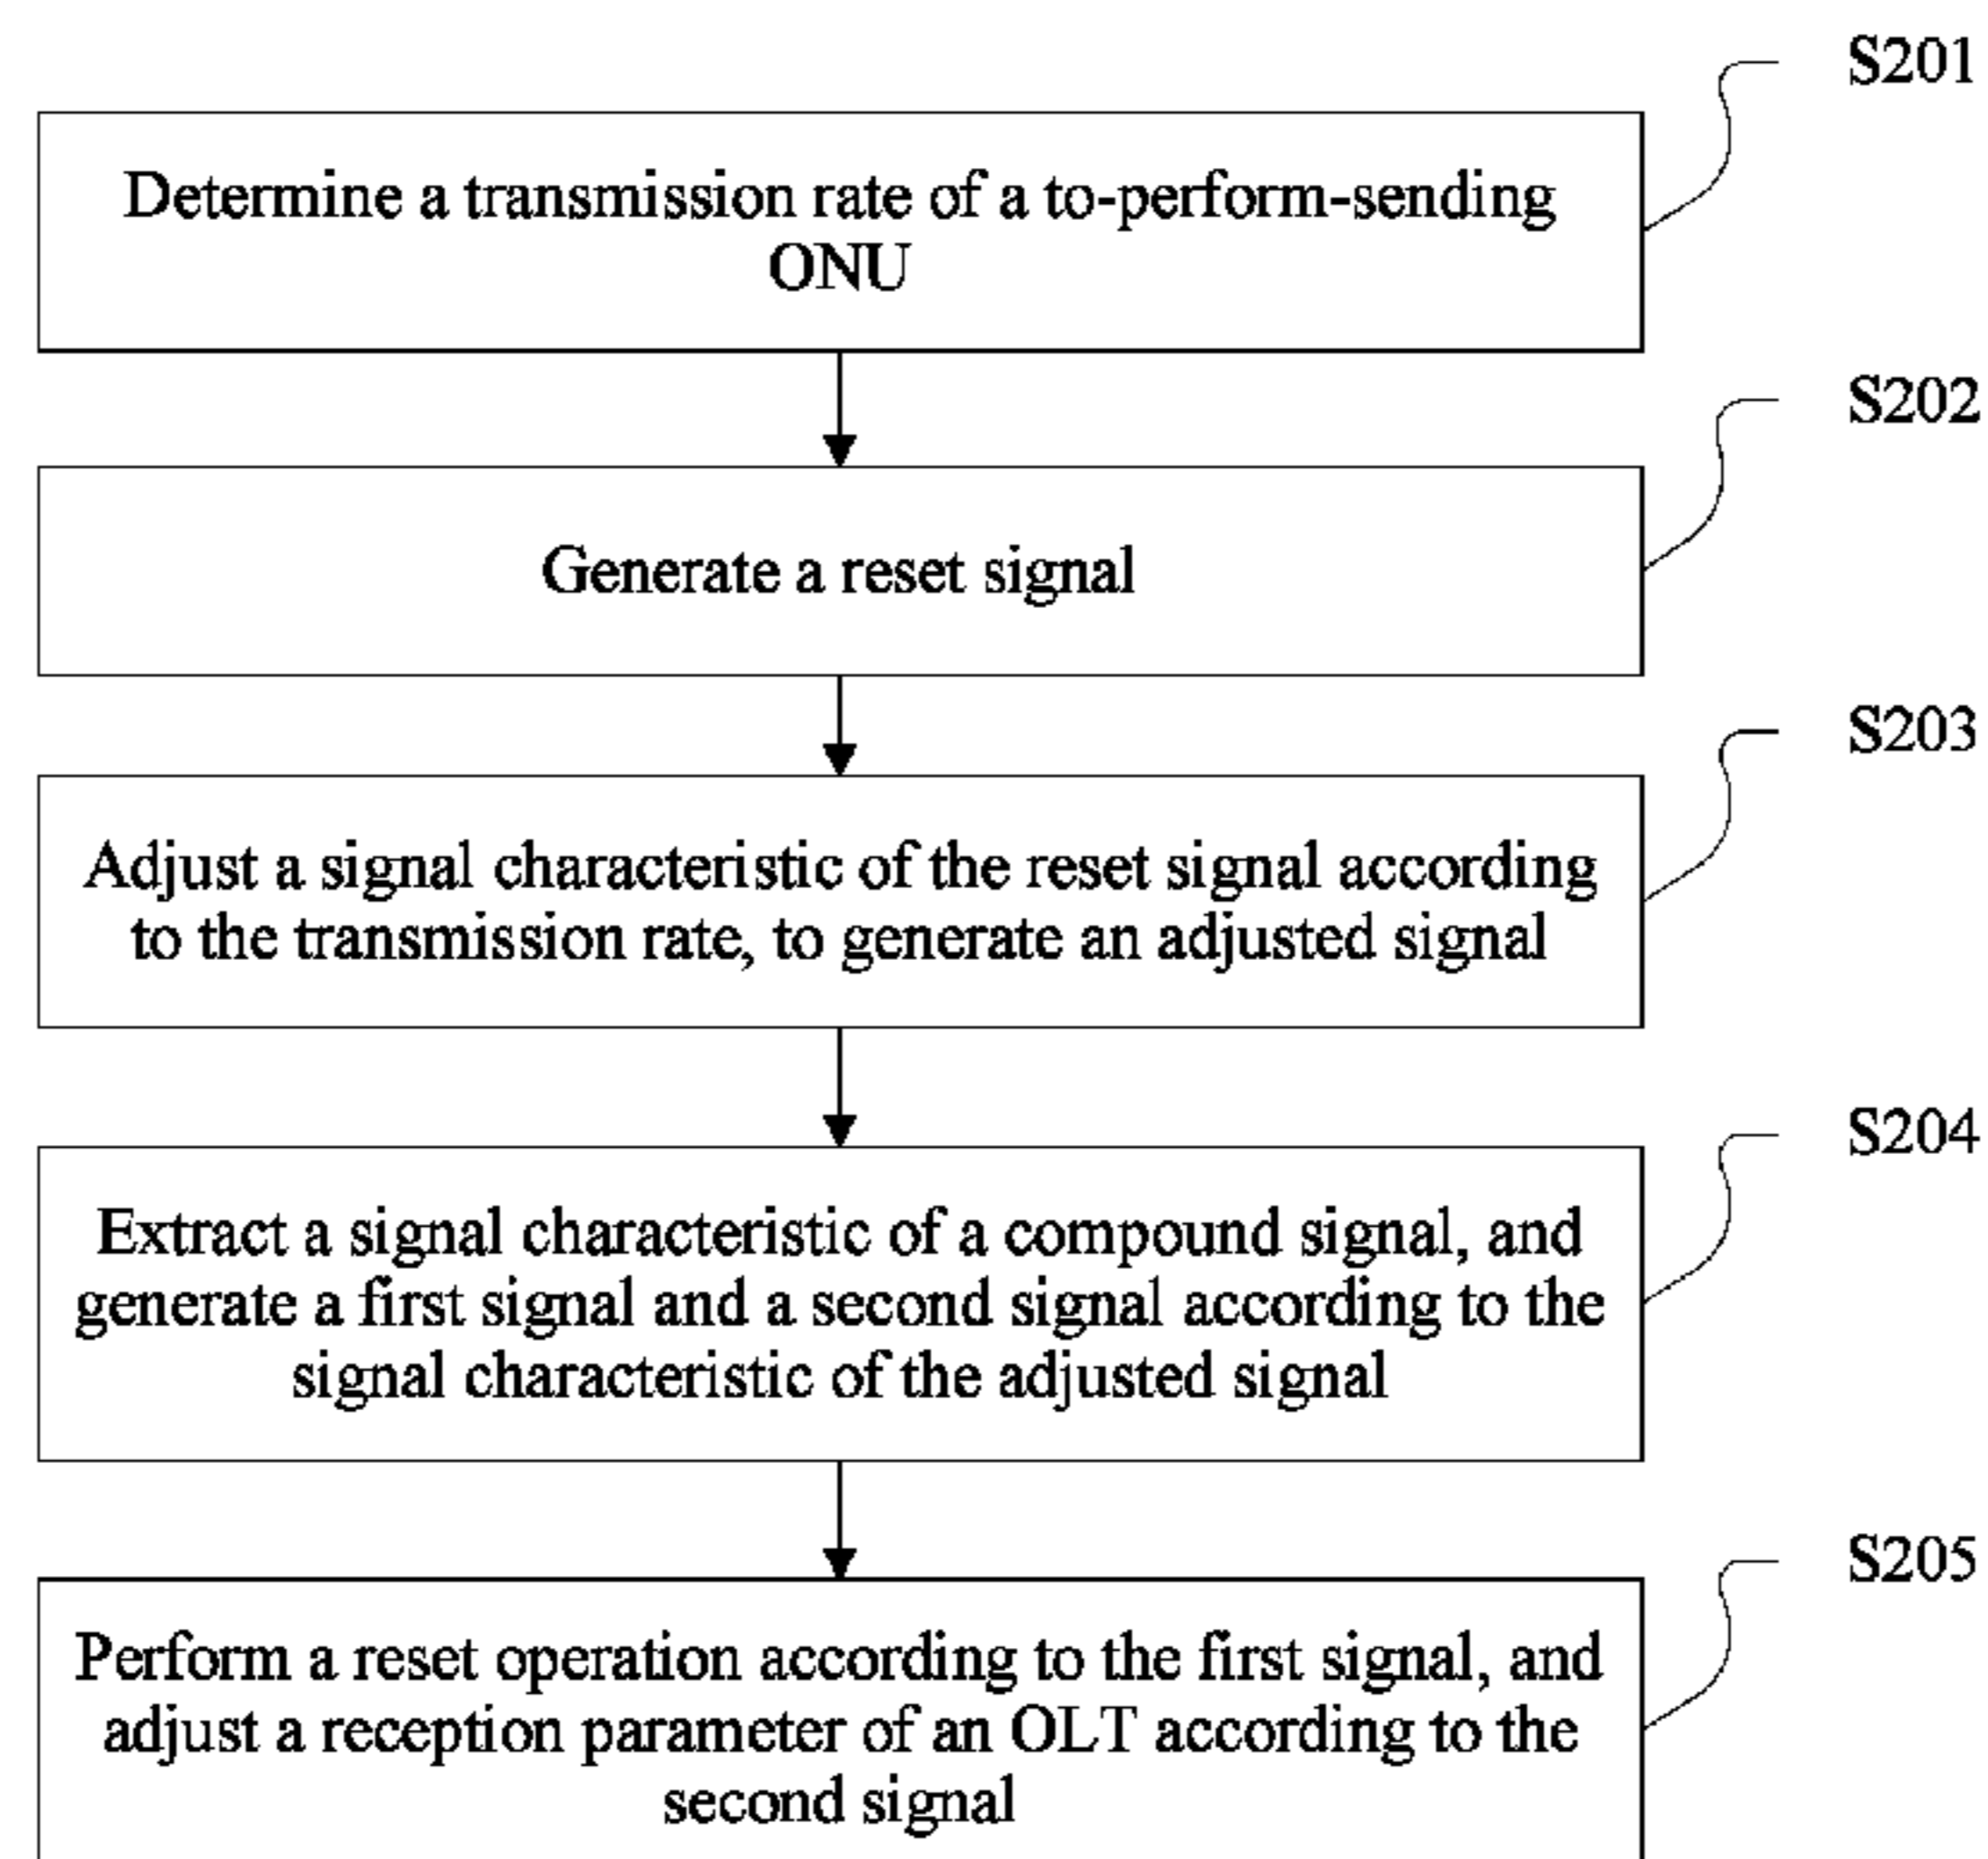 S201
Determine a transmission rate of a to-perform-sending
ONU
S202
Generate a reset signal
S203
Adjust a signal characteristic of the reset signal according
to the transmission rate, to generate an adjusted signal
S204
Extract a signal characteristic of a compound signal, and
generate a first signal and a second signal according to the
signal characteristic of the adjusted signal
S205
Perform a reset operation according to the first signal, and
adjust a reception parameter of an OLT according to the
second signal